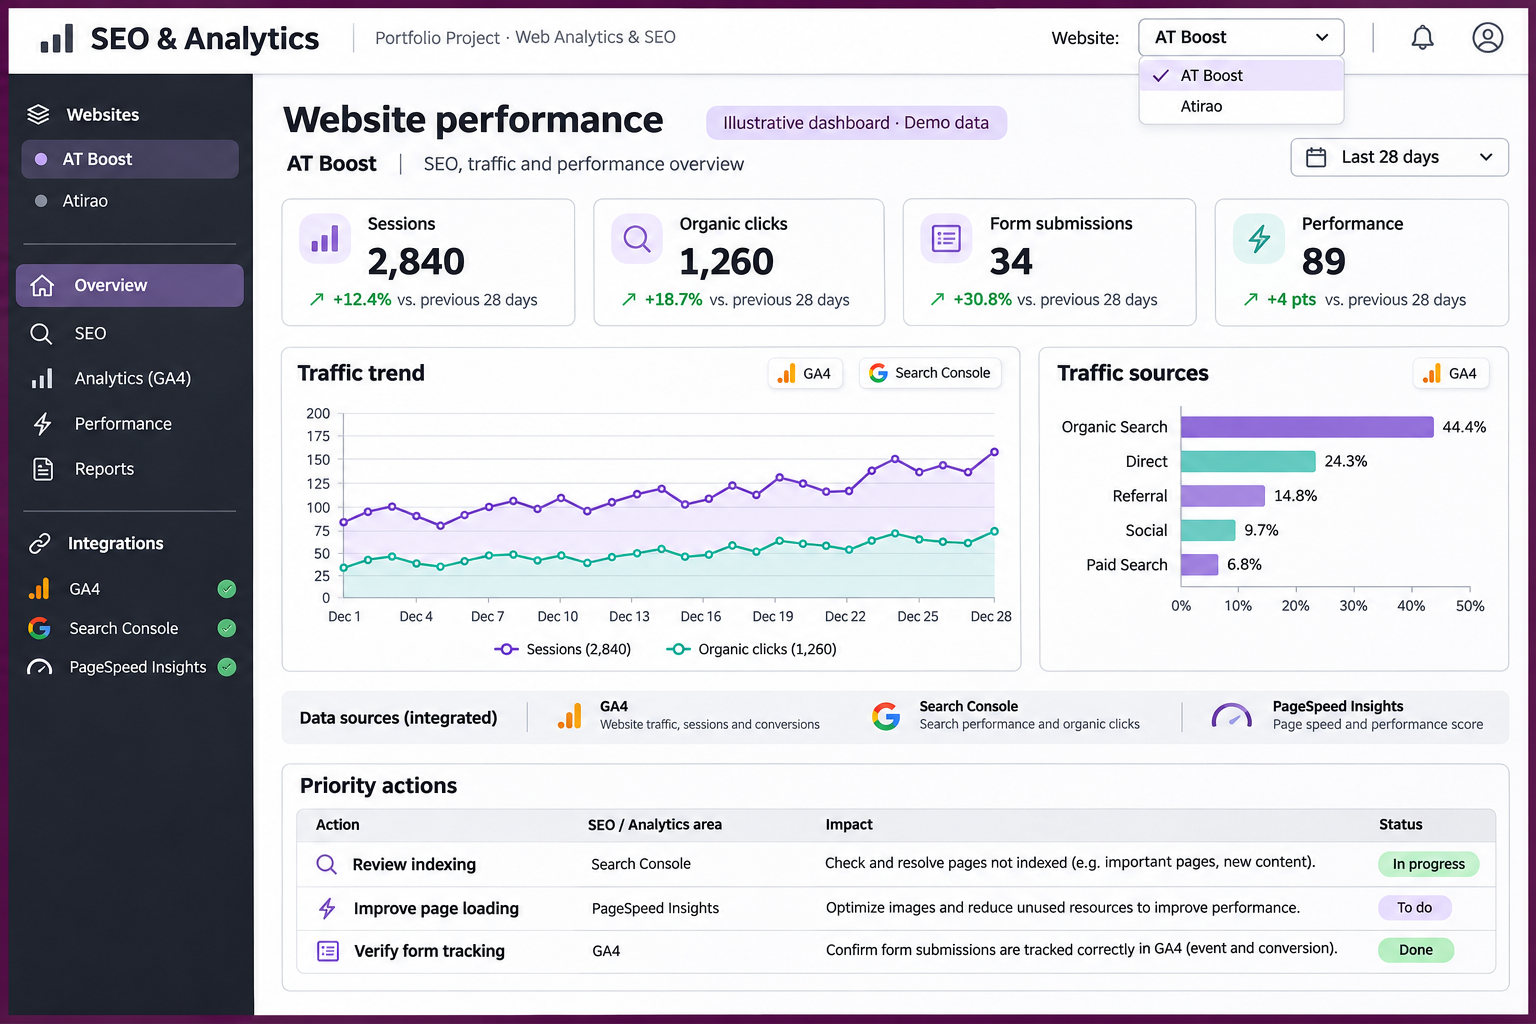 SEO & Analytics
Portfolio Project · Web Analytics & SEO
Website:
AT Boost
AT Boost
Atirao
Websites
AT Boost
Atirao
Overview
SEO
Analytics (GA4)
Performance
Reports
Integrations
GA4
Search Console
PageSpeed Insights
Website performance
Illustrative dashboard · Demo data
AT Boost
SEO, traffic and performance overview
Last 28 days
Sessions
2,840
+12.4% vs. previous 28 days
Organic clicks
1,260
+18.7% vs. previous 28 days
Form submissions
34
+30.8% vs. previous 28 days
Performance
89
+4 pts vs. previous 28 days
Traffic trend
GA4
Search Console
200
175
150
125
100
75
50
25
0
Dec 1 Dec 4 Dec 7 Dec 10 Dec 13 Dec 16 Dec 19 Dec 22 Dec 25 Dec 28
Sessions (2,840) Organic clicks (1,260)
Traffic sources
GA4
Organic Search 44.4%
Direct 24.3%
Referral 14.8%
Social 9.7%
Paid Search 6.8%
0% 10% 20% 30% 40% 50%
Data sources (integrated)
GA4
Website traffic, sessions and conversions
Search Console
Search performance and organic clicks
PageSpeed Insights
Page speed and performance score
Priority actions
Action SEO / Analytics area Impact Status
Review indexing Search Console Check and resolve pages not indexed (e.g. important pages, new content). In progress
Improve page loading PageSpeed Insights Optimize images and reduce unused resources to improve performance. To do
Verify form tracking GA4 Confirm form submissions are tracked correctly in GA4 (event and conversion). Done